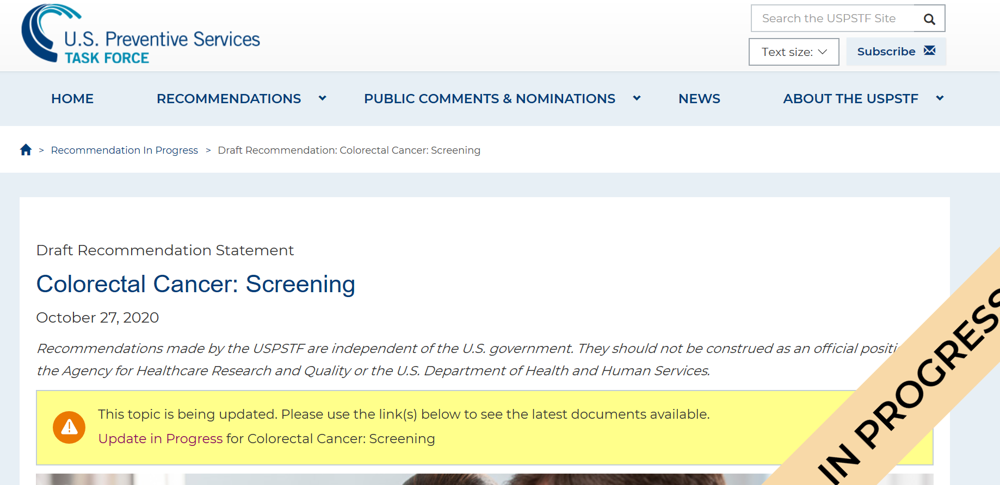 U.S. Preventive Services
TASK FORCE
Search the USPSTF Site
Text size:
Subscribe
HOME
RECOMMENDATIONS
PUBLIC COMMENTS & NOMINATIONS
NEWS
ABOUT THE USPSTF
> Recommendation In Progress > Draft Recommendation: Colorectal Cancer: Screening
Draft Recommendation Statement
Colorectal Cancer: Screening
October 27, 2020
Recommendations made by the USPSTF are independent of the U.S. government. They should not be construed as an official
the Agency for Healthcare Research and Quality or the U.S. Department of Health and Human Services.
This topic is being updated. Please use the link(s) below to see the latest documents available.
Update in Progress for Colorectal Cancer: Screening
IN PROGRESS